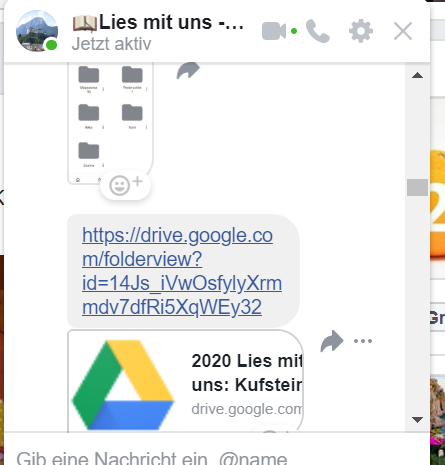 Lies mit uns -...
Jetzt aktiv
https://drive.google.co
m/folderview?
id=14Js_iVwOsfylyXrm
mdv7dfRi5XqWEy32
2020 Lies mit
uns: Kufstein
drive.google.com
Gib eine Nachricht ein, @name